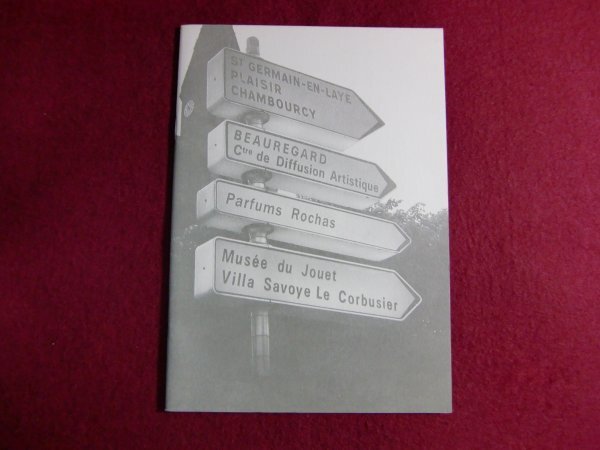 ST GERMAIN-EN-LAYE
PLAISIR
CHAMBOURCY
BEAUREGARD
Ctre de Diffusion Artistique
Parfums Rochas
Musée du Jouet
Villa Savoye Le Corbusier